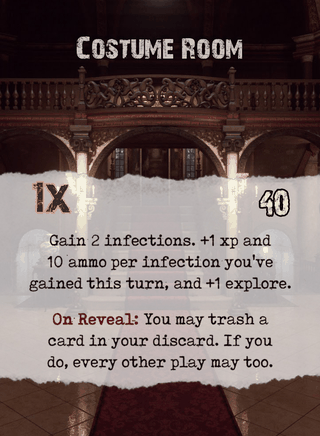 Costume Room
1X
40
Gain 2 infections. +1 xp and
10 ammo per infection you've
gained this turn, and +1 explore.
On Reveal: You may trash a
card in your discard. If you
do, every other play may too.